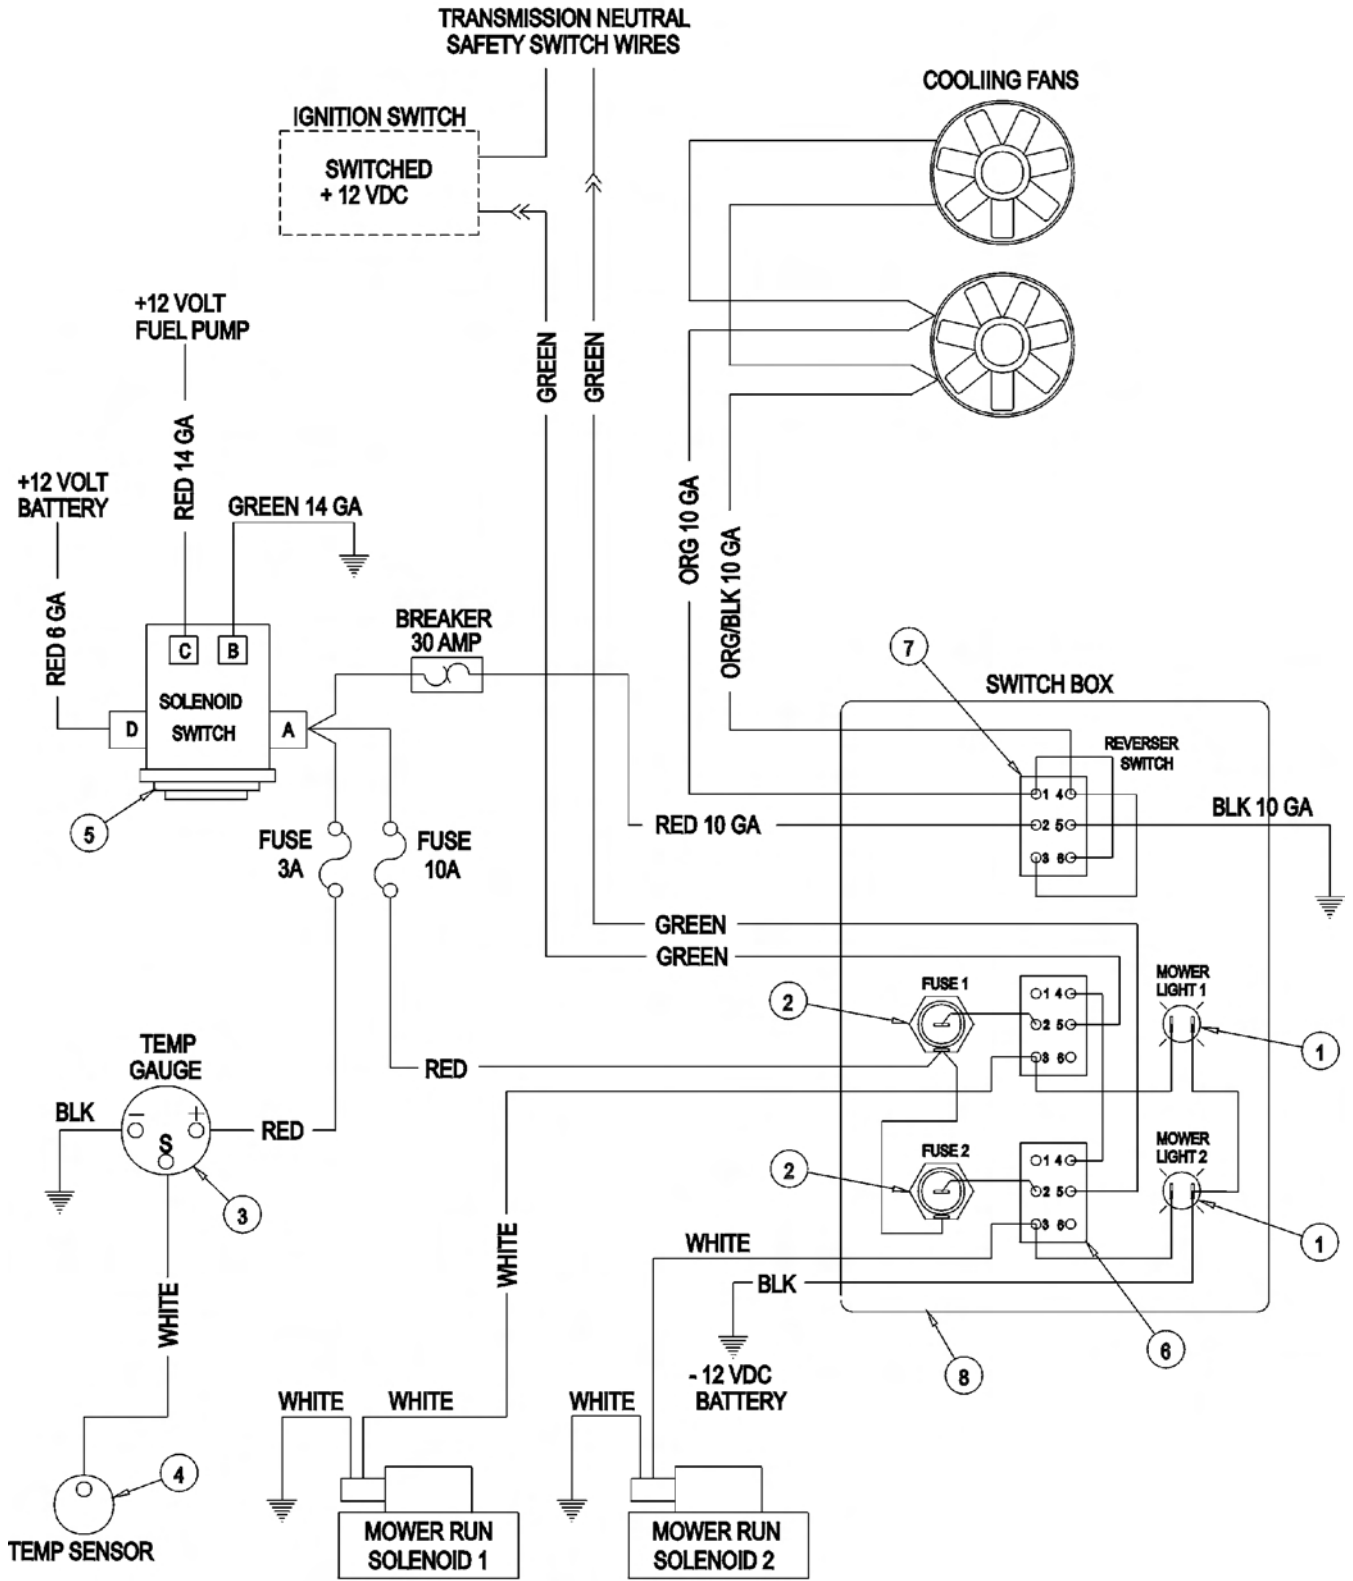 TRANSMISSION NEUTRAL
SAFETY SWITCH WIRES
COOLIING FANS
IGNITION SWITCH
SWITCHED
+ 12 VDC
+12 VOLT
FUEL PUMP
GREEN
GREEN
RED 14 GA
+12 VOLT
BATTERY
GREEN 14 GA
ORG 10 GA
ORG/BLK 10 GA
RED 6 GA
BREAKER
30 AMP
C
B
7
SOLENOID
SWITCH
D
A
SWITCH BOX
REVERSER
SWITCH
1 4
2 5
3 6
5
FUSE
3A
FUSE
10A
RED 10 GA
BLK 10 GA
GREEN
GREEN
FUSE 1
MOWER
LIGHT 1
2
1 4
2 5
3 6
1
TEMP
GAUGE
RED
BLK
-
+
S
RED
FUSE 2
MOWER
LIGHT 2
2
1 4
2 5
3 6
3
1
WHITE
WHITE
WHITE
BLK
6
8
- 12 VDC
BATTERY
WHITE
WHITE
WHITE
4
TEMP SENSOR
MOWER RUN
SOLENOID 1
MOWER RUN
SOLENOID 2